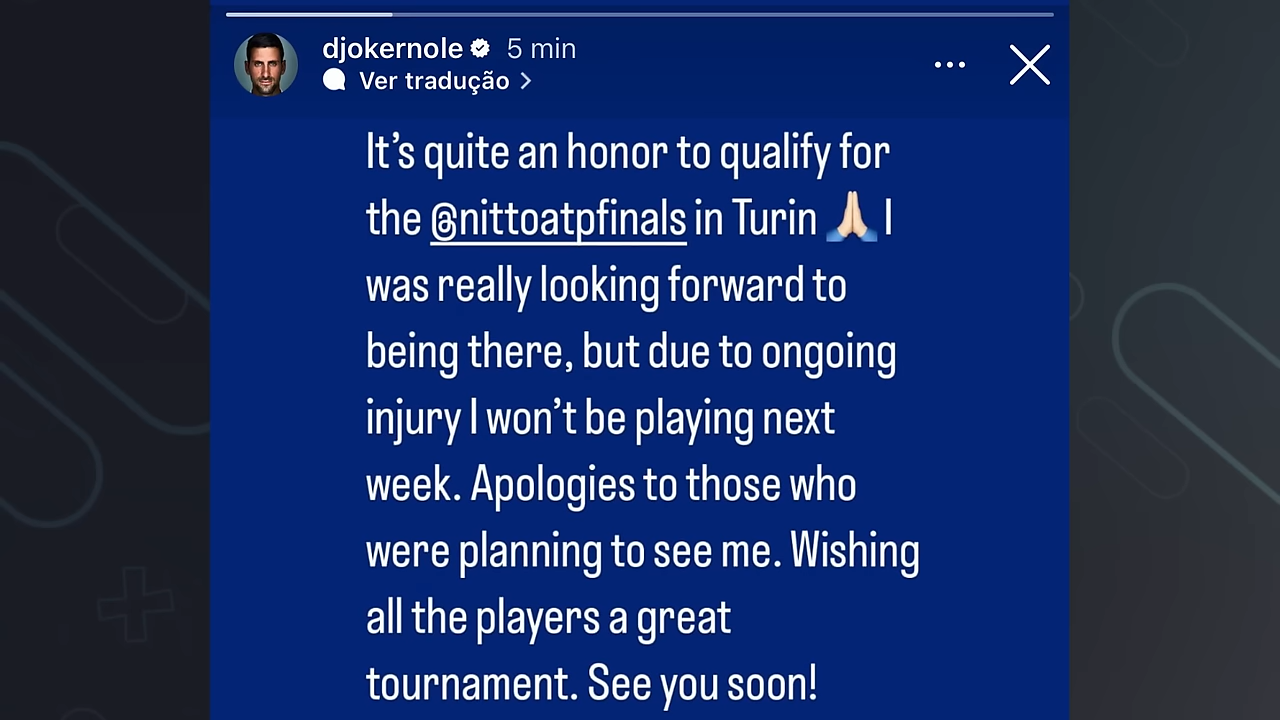 djokernole 5 min
Ver tradução
It’s quite an honor to qualify for
the @nittoatpfinals in Turin 🙏🏻 I
was really looking forward to
being there, but due to ongoing
injury I won’t be playing next
week. Apologies to those who
were planning to see me. Wishing
all the players a great
tournament. See you soon!